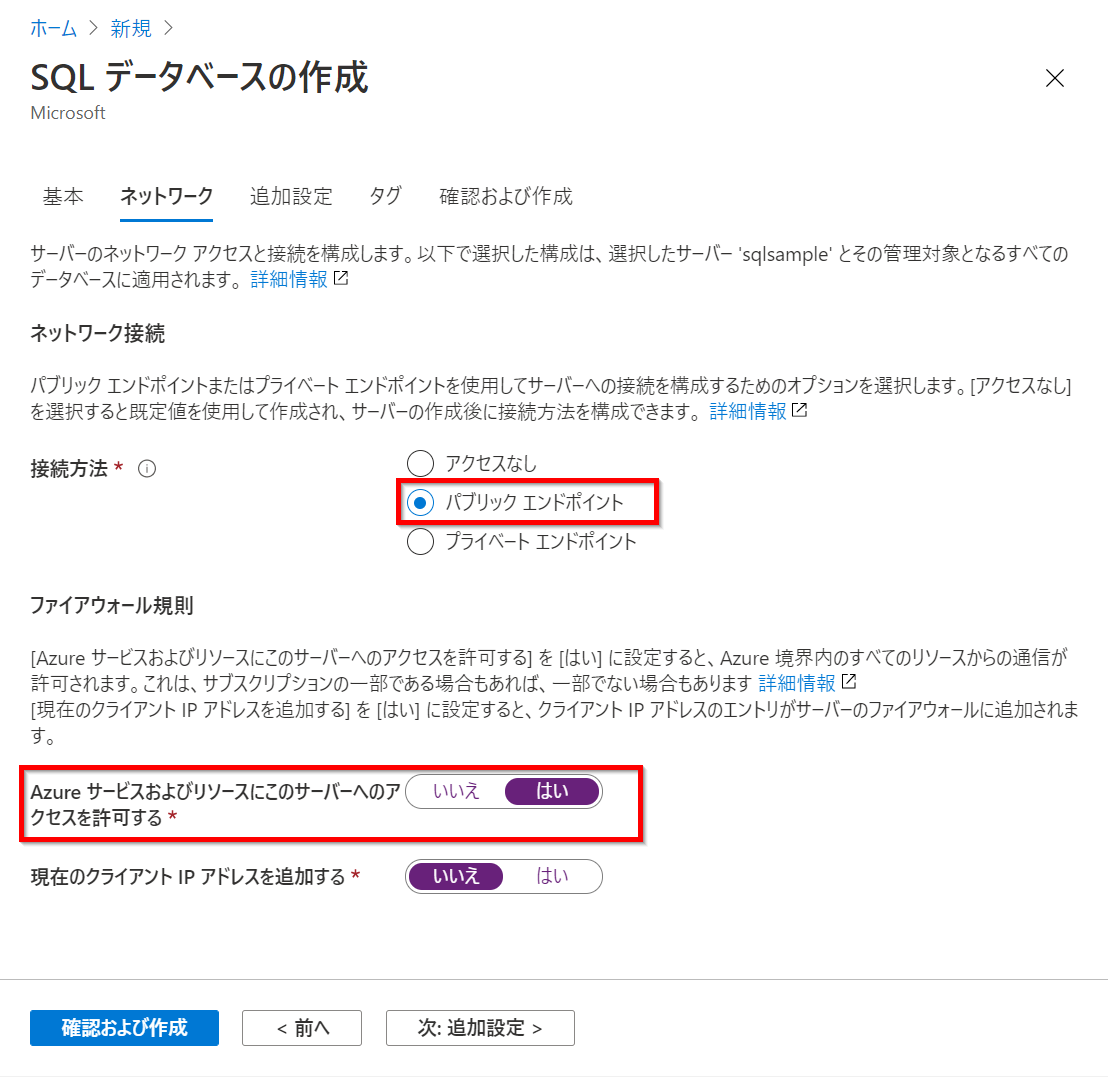 ホーム > 新規 >
SQL データベースの作成
Microsoft
基本 ネットワーク 追加設定 タグ 確認および作成
サーバーのネットワーク アクセスと接続を構成します。以下で選択した構成は、選択したサーバー 'sqlsample' とその管理対象となるすべての
データベースに適用されます。 詳細情報
ネットワーク接続
パブリック エンドポイントまたはプライベート エンドポイントを使用してサーバーへの接続を構成するためのオプションを選択します。[アクセスなし]
を選択すると既定値を使用して作成され、サーバーの作成後に接続方法を構成できます。 詳細情報
接続方法 *
アクセスなし
パブリック エンドポイント
プライベート エンドポイント
ファイアウォール規則
[Azure サービスおよびリソースにこのサーバーへのアクセスを許可する] を [はい] に設定すると、Azure 境界内のすべてのリソースからの通信が
許可されます。これは、サブスクリプションの一部である場合もあれば、一部でない場合もあります 詳細情報
[現在のクライアント IP アドレスを追加する] を [はい] に設定すると、クライアント IP アドレスのエントリがサーバーのファイアウォールに追加されま
す。
Azure サービスおよびリソースにこのサーバーへのア いいえ はい
クセスを許可する *
現在のクライアント IP アドレスを追加する * いいえ はい
確認および作成 < 前へ 次: 追加設定 >